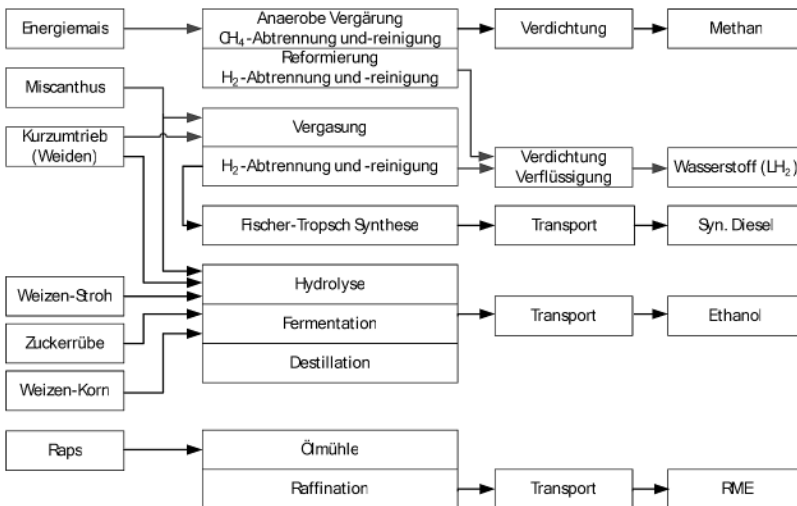 Energiemais
Anaerobe Vergärung
CH₄-Abtrennung und-reinigung
Verdichtung
Methan
Reformierung
H₂-Abtrennung und -reinigung
Miscanthus
Kurzumtrieb
(Weiden)
Vergasung
H₂-Abtrennung und -reinigung
Verdichtung
Verflüssigung
Wasserstoff (LH₂)
Fischer-Tropsch Synthese
Transport
Syn. Diesel
Weizen-Stroh
Hydrolyse
Zuckerrübe
Fermentation
Transport
Ethanol
Weizen-Korn
Destillation
Raps
Ölmühle
Raffination
Transport
RME